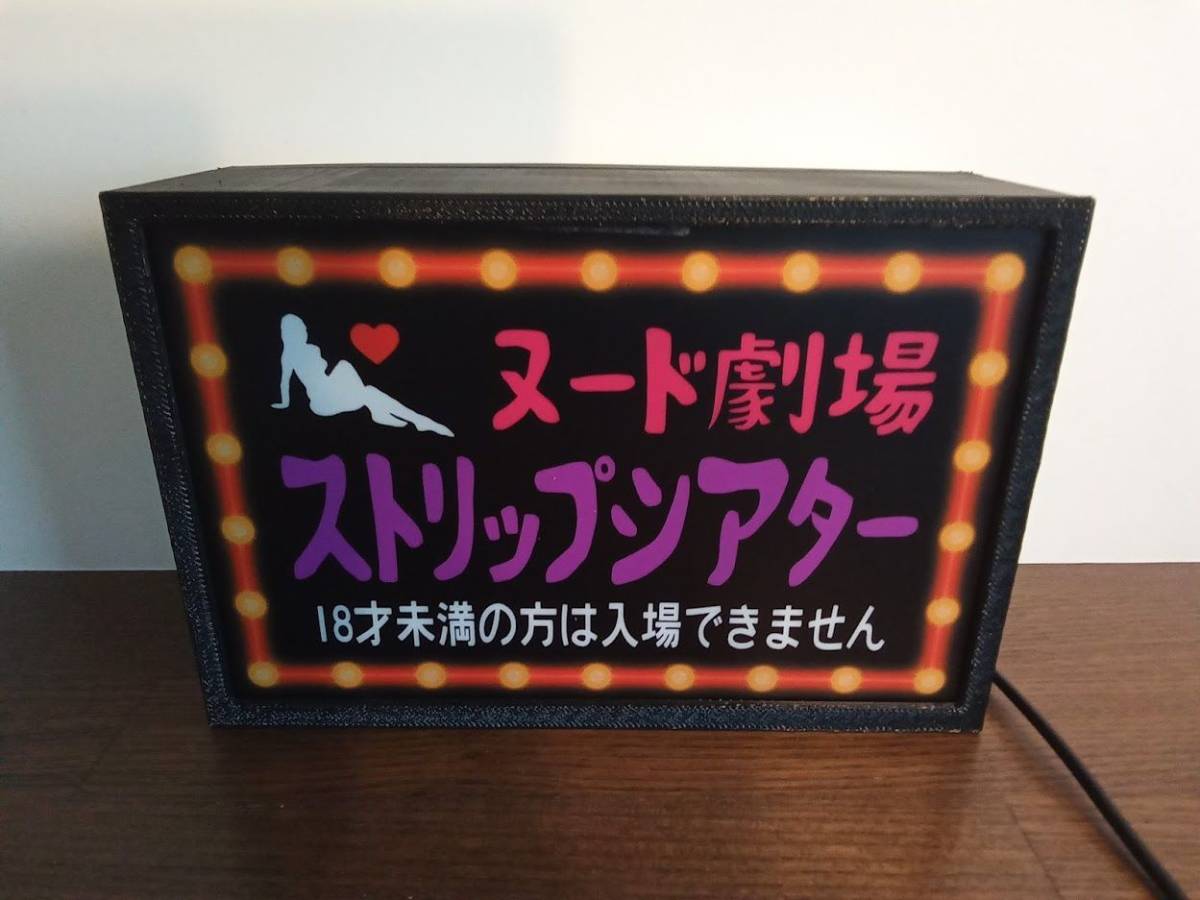 ヌード劇場
ストリップシアター
18才未満の方は入場できません